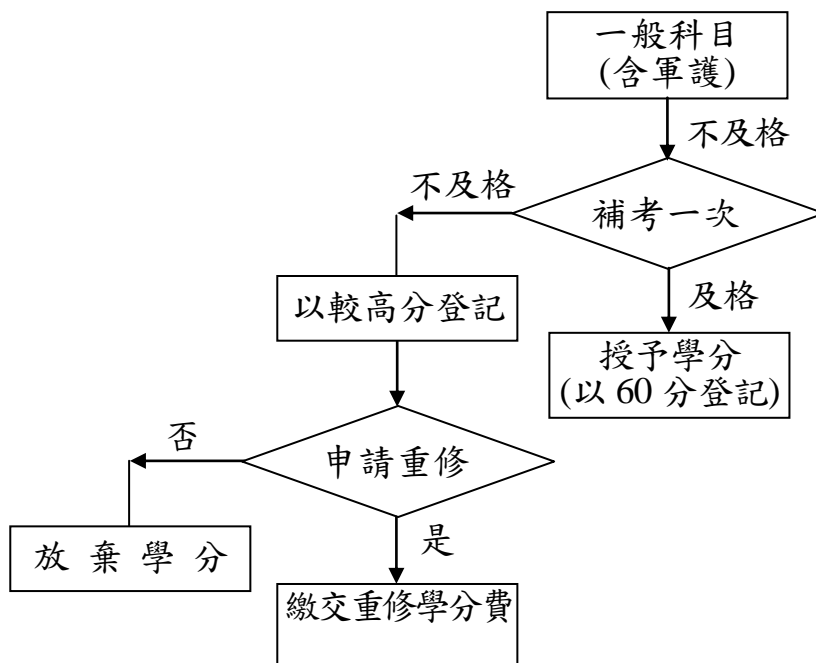 一般科目
(含軍護)
不及格
不及格
補考一次
以較高分登記
及格
授予學分
(以 60 分登記)
否
申請重修
放 棄 學 分
是
繳交重修學分費